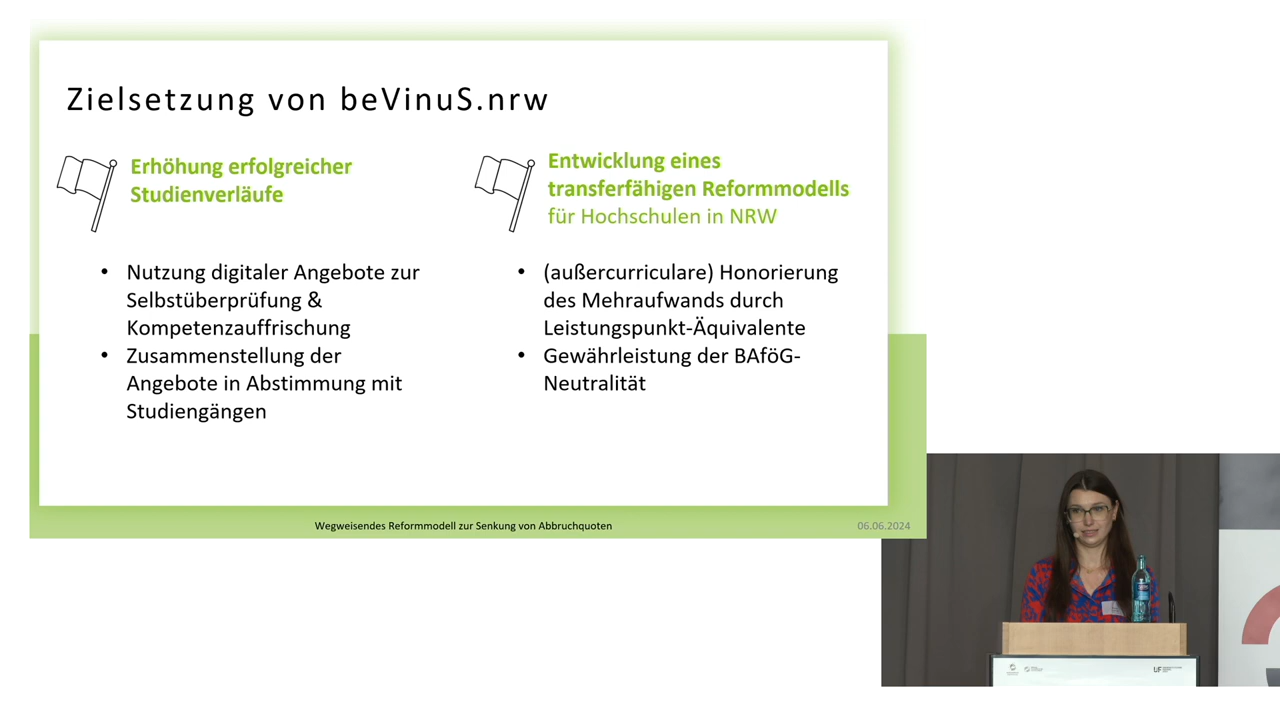 Zielsetzung von beVinuS.nrw
Erhöhung erfolgreicher
Studienverläufe
• Nutzung digitaler Angebote zur
Selbstüberprüfung &
Kompetenzauffrischung
• Zusammenstellung der
Angebote in Abstimmung mit
Studiengängen
Entwicklung eines
transferfähigen Reformmodells
für Hochschulen in NRW
• (außercurriculare) Honorierung
des Mehraufwands durch
Leistungspunkt-Äquivalente
• Gewährleistung der BAföG-
Neutralität
Wegweisendes Reformmodell zur Senkung von Abbruchquoten
06.06.2024